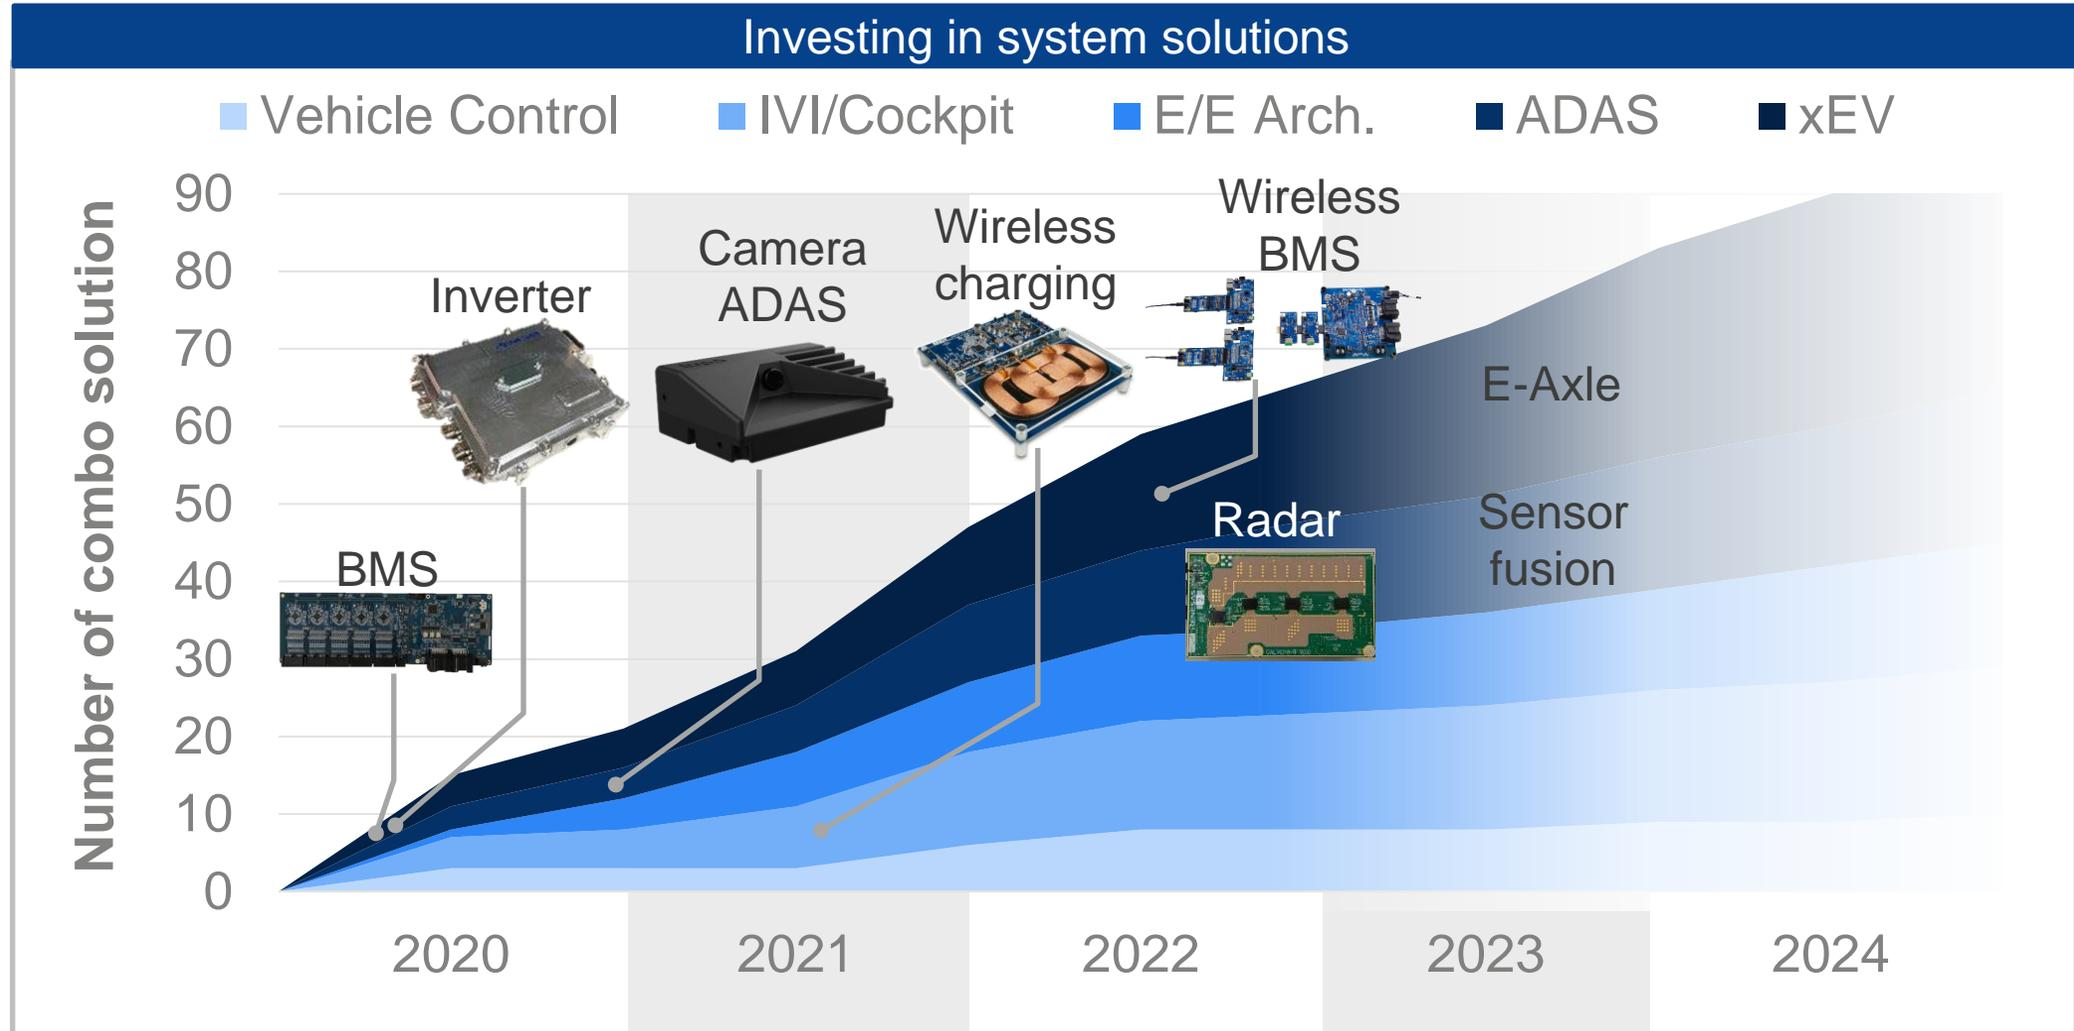 Investing in system solutions
Vehicle Control
IVI/Cockpit
E/E Arch.
ADAS
xEV
Number of combo solution
90
80
70
60
50
40
30
20
10
0
BMS
Inverter
Camera
ADAS
Wireless
charging
Wireless
BMS
Radar
E-Axle
Sensor
fusion
2020
2021
2022
2023
2024